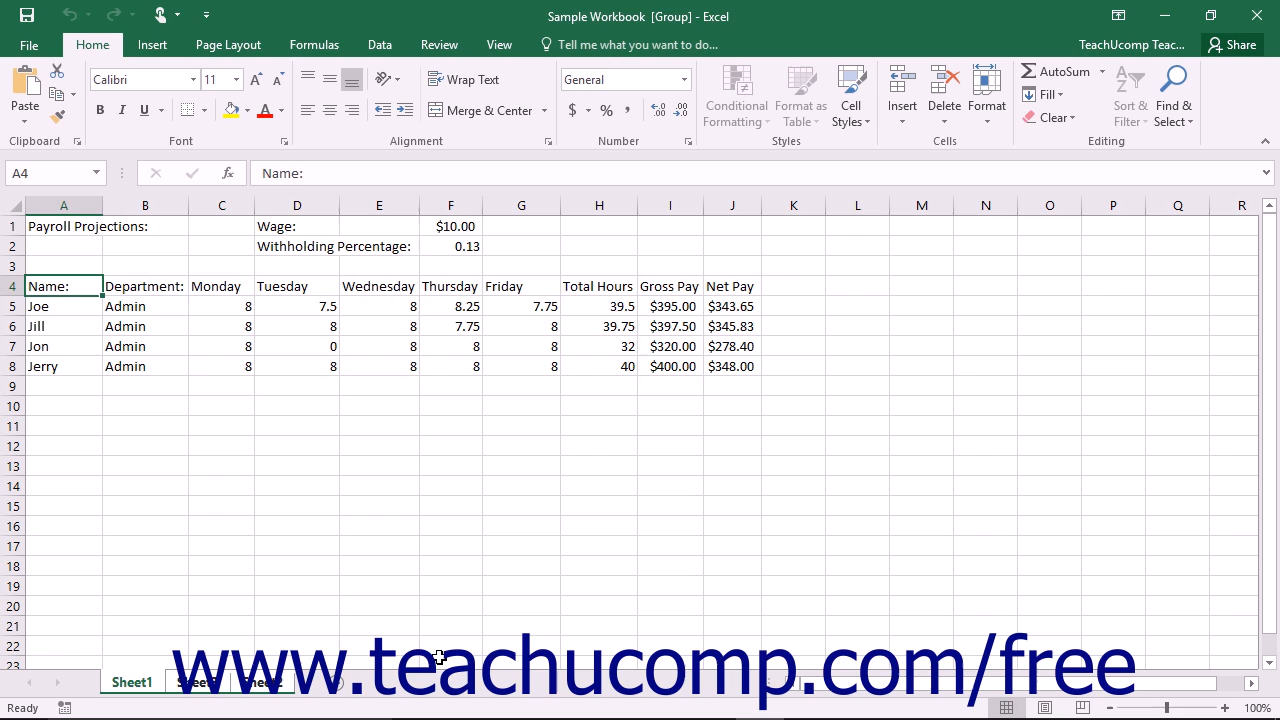 Sample Workbook [Group] - Excel
File Home Insert Page Layout Formulas Data Review View Tell me what you want to do... TeachUcomp Teac... Share
Calibri 11 Wrap Text General AutoSum
Paste B I U Merge & Center $ % , Conditional Formatting Format as Table Cell Styles Insert Delete Format Fill Clear Sort & Filter Find & Select
Clipboard Font Alignment Number Styles Cells Editing
A4 fx Name:
A B C D E F G H I J K L M N O P Q R
1 Payroll Projections: Wage: $10.00
2 Withholding Percentage: 0.13
3
4 Name: Department: Monday Tuesday Wednesday Thursday Friday Total Hours Gross Pay Net Pay
5 Joe Admin 8 7.5 8 8.25 7.75 39.5 $395.00 $343.65
6 Jill Admin 8 8 8 7.75 8 39.75 $397.50 $345.83
7 Jon Admin 8 0 8 8 8 32 $320.00 $278.40
8 Jerry Admin 8 8 8 8 8 40 $400.00 $348.00
9
10
11
12
13
14
15
16
17
18
19
20
21
22
23
www.teachucomp.com/free
Sheet1
Ready 100%